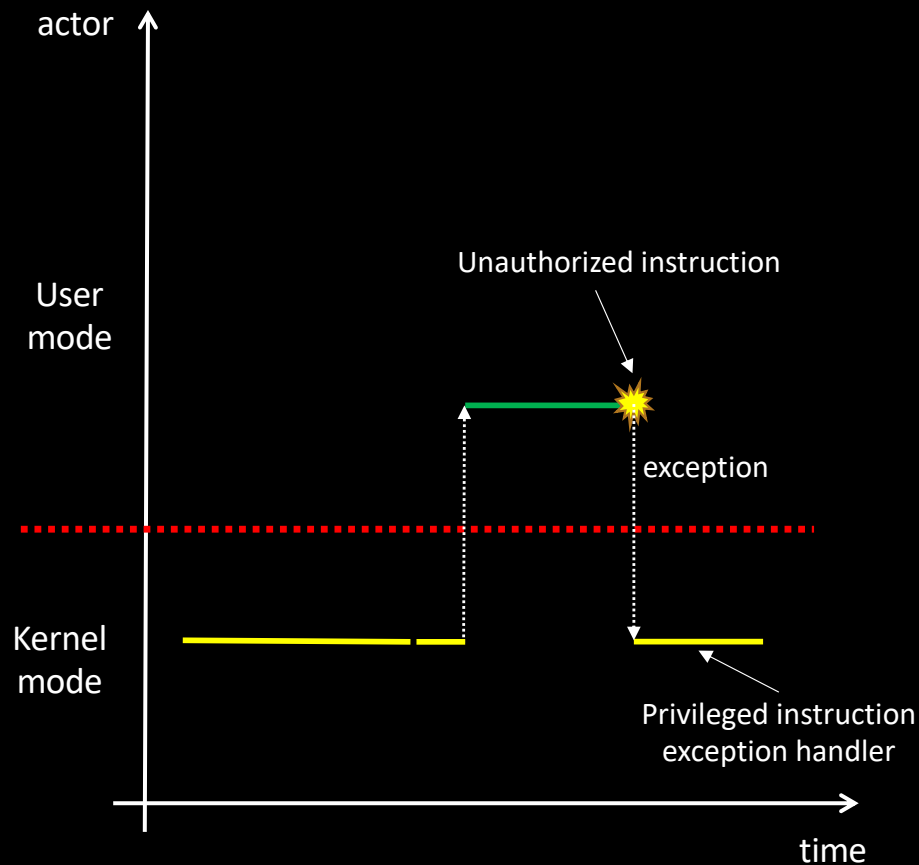 actor
Unauthorized instruction
User
mode
exception
Kernel
mode
Privileged instruction
exception handler
time